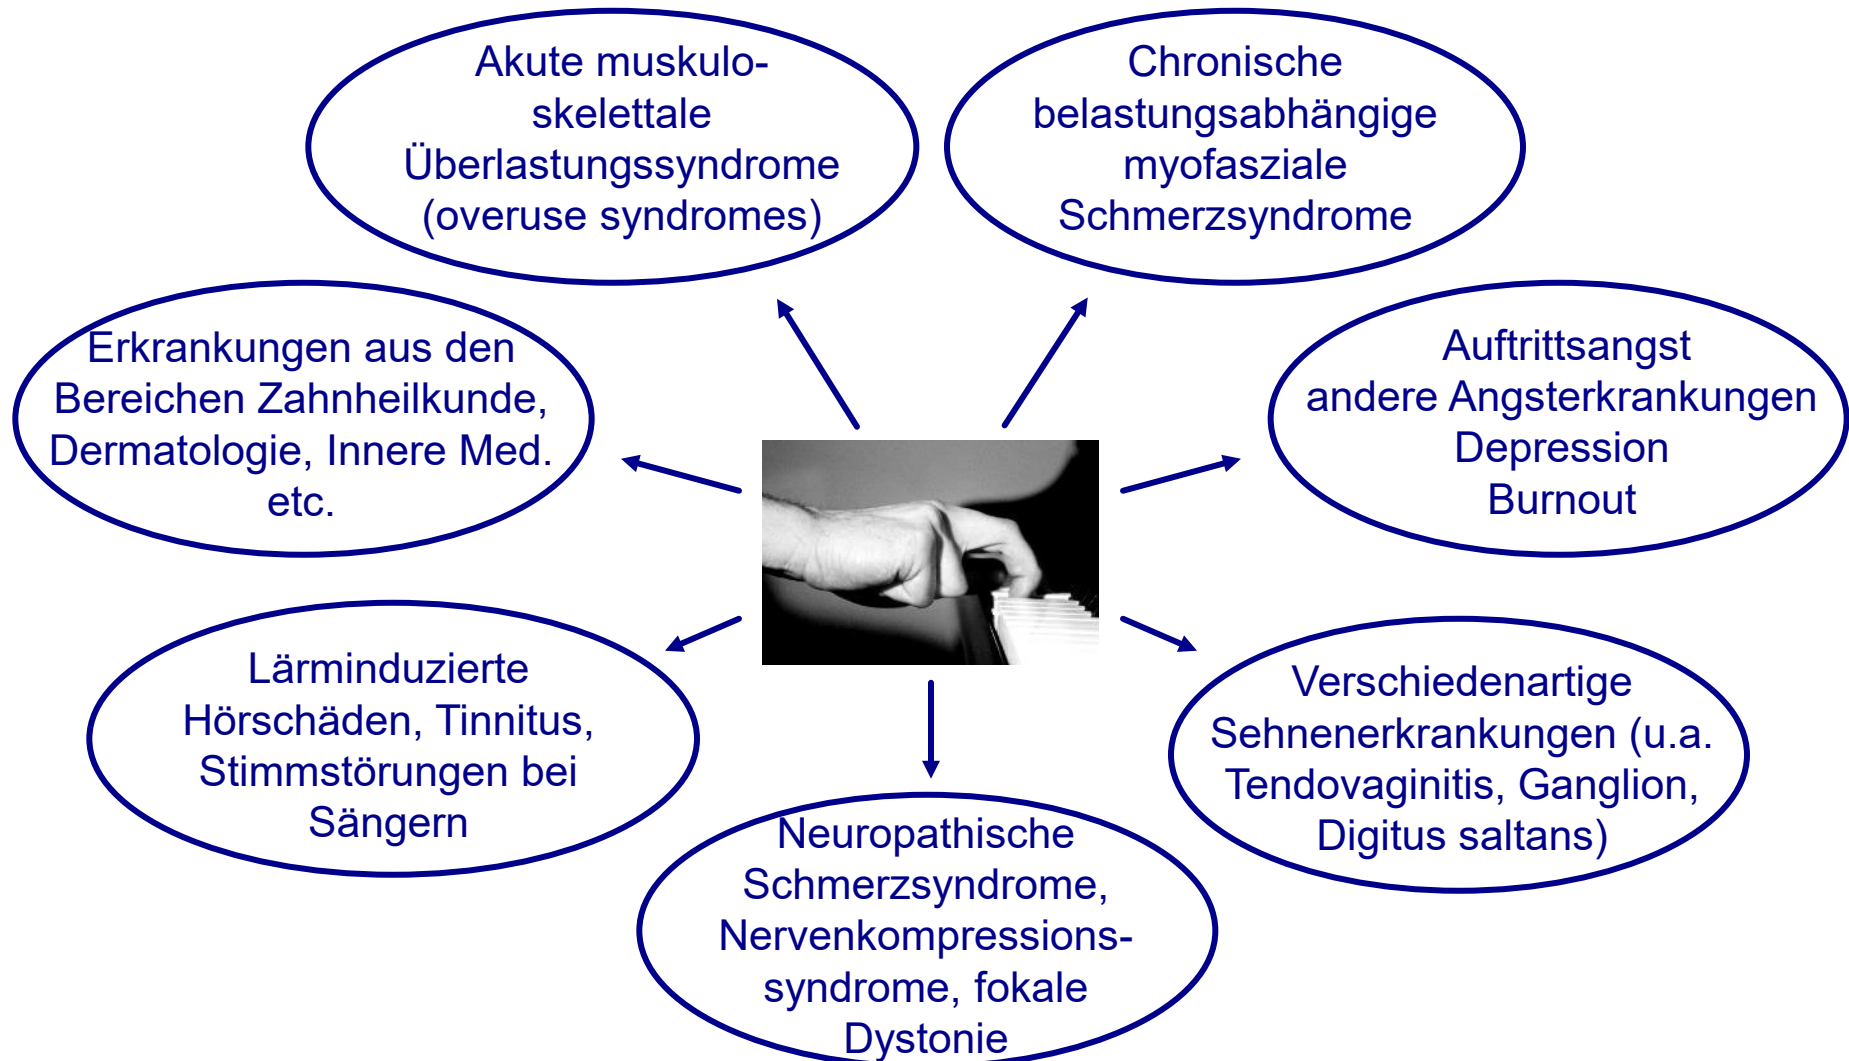 Akute muskulo-
skelettale
Überlastungssyndrome
(overuse syndromes)
Chronische
belastungsabhängige
myofasziale
Schmerzsyndrome
Erkrankungen aus den
Bereichen Zahnheilkunde,
Dermatologie, Innere Med.
etc.
Auftrittsangst
andere Angsterkrankungen
Depression
Burnout
Lärminduzierte
Hörschäden, Tinnitus,
Stimmstörungen bei
Sängern
Verschiedenartige
Sehnenerkrankungen (u.a.
Tendovaginitis, Ganglion,
Digitus saltans)
Neuropathische
Schmerzsyndrome,
Nervenkompressions-
syndrome, fokale
Dystonie